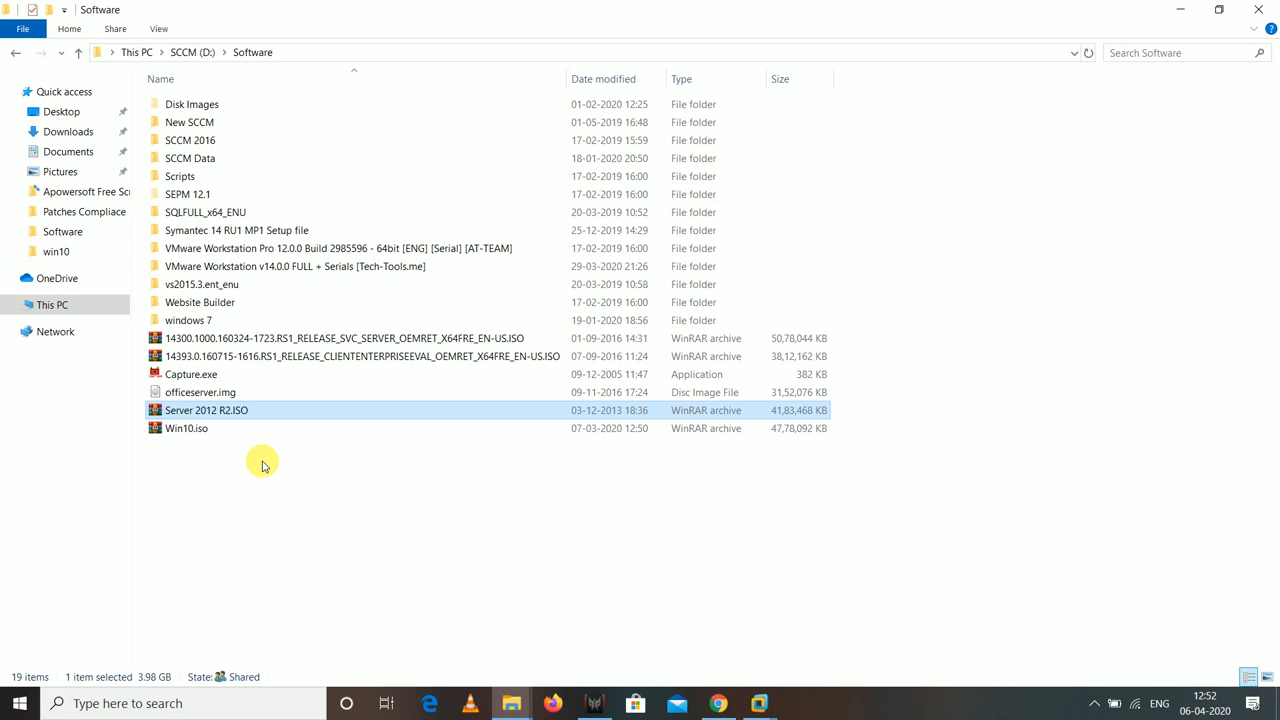 Software
File Home Share View
This PC > SCCM (D:) > Software
Search Software
Name Date modified Type Size
Quick access
Desktop
Downloads
Documents
Pictures
Apowersoft Free Scr
Patches Compliace
Software
win10
OneDrive
This PC
Network
Disk Images 01-02-2020 12:25 File folder
New SCCM 01-05-2019 16:48 File folder
SCCM 2016 17-02-2019 15:59 File folder
SCCM Data 18-01-2020 20:50 File folder
Scripts 17-02-2019 16:00 File folder
SEPM 12.1 17-02-2019 16:00 File folder
SQLFULL_x64_ENU 20-03-2019 10:52 File folder
Symantec 14 RU1 MP1 Setup file 25-12-2019 14:29 File folder
VMware Workstation Pro 12.0.0 Build 2985596 - 64bit [ENG] [Serial] [AT-TEAM] 17-02-2019 16:00 File folder
VMware Workstation v14.0.0 FULL + Serials [Tech-Tools.me] 29-03-2020 21:26 File folder
vs2015.3.ent_enu 20-03-2019 10:58 File folder
Website Builder 17-02-2019 16:00 File folder
windows 7 19-01-2020 18:56 File folder
14300.1000.160324-1723.RS1_RELEASE_SVC_SERVER_OEMRET_X64FRE_EN-US.ISO 01-09-2016 14:31 WinRAR archive 50,78,044 KB
14393.0.160715-1616.RS1_RELEASE_CLIENTENTERPRISEEVAL_OEMRET_X64FRE_EN-US.ISO 07-09-2016 11:24 WinRAR archive 38,12,162 KB
Capture.exe 09-12-2005 11:47 Application 382 KB
officeserver.img 09-11-2016 17:24 Disc Image File 31,52,076 KB
Server 2012 R2.ISO 03-12-2013 18:36 WinRAR archive 41,83,468 KB
Win10.iso 07-03-2020 12:50 WinRAR archive 47,78,092 KB
19 items 1 item selected 3.98 GB State: Shared
Type here to search
ENG
12:52
06-04-2020